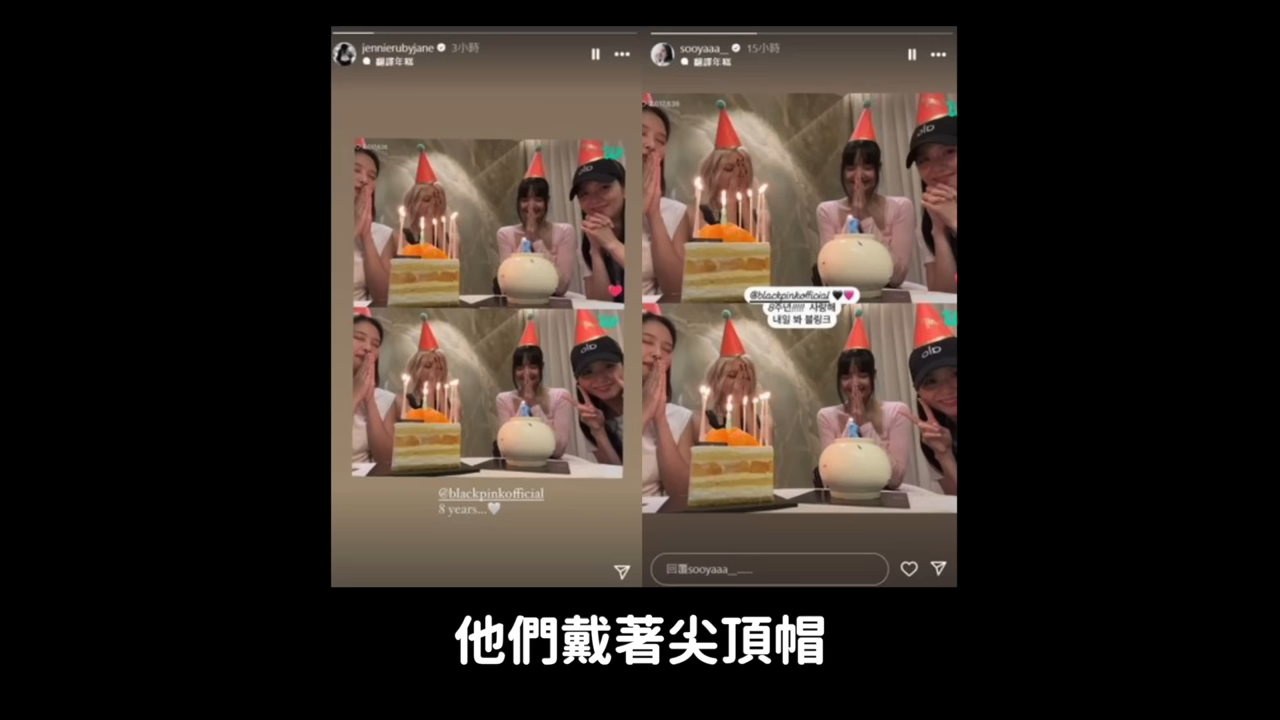 jennierubyjane 3小時
翻譯年糕
@blackpinkofficial
8 years...🤍
sooyaaa__ 15小時
翻譯年糕
alo
@blackpinkofficial 🖤💗
8주년///// 사랑해
내일 봐 블링크
alo
回覆sooyaaa__......
他們戴著尖頂帽